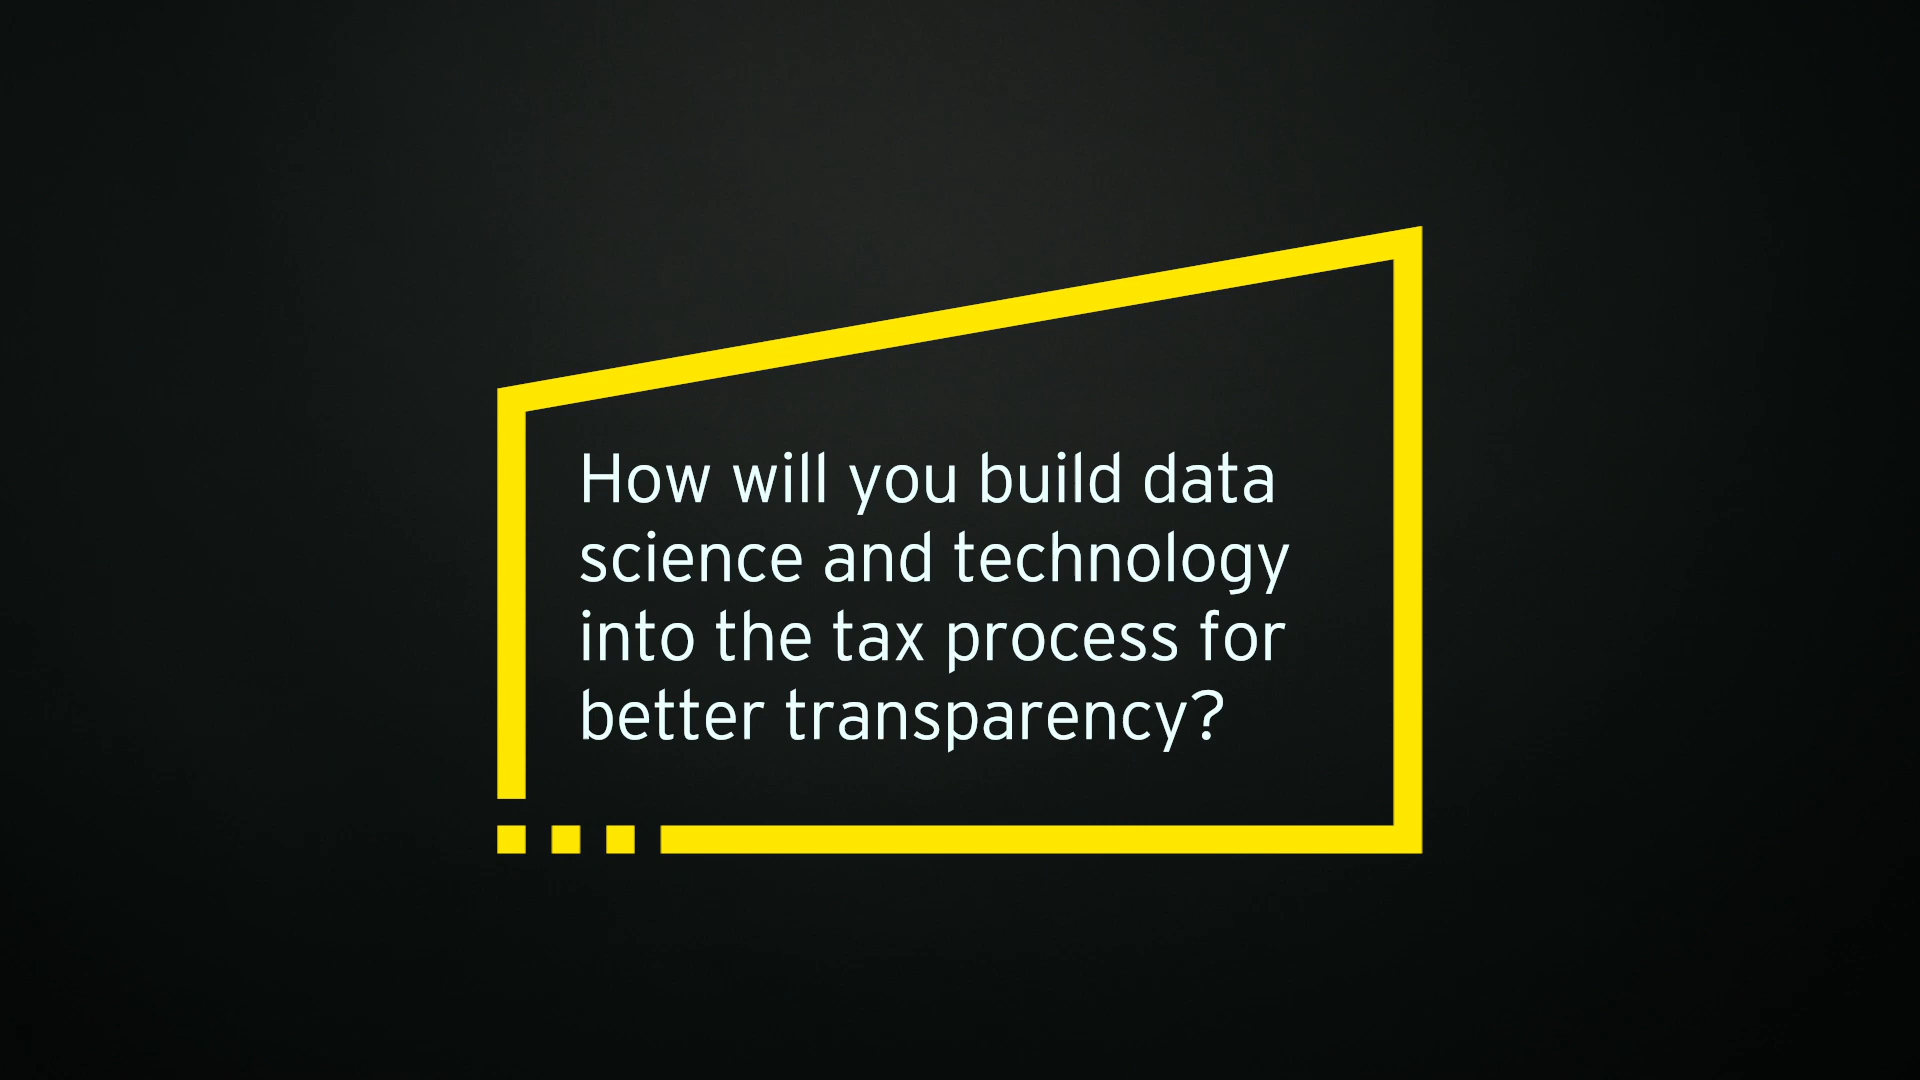 How will you build data
science and technology
into the tax process for
better transparency?